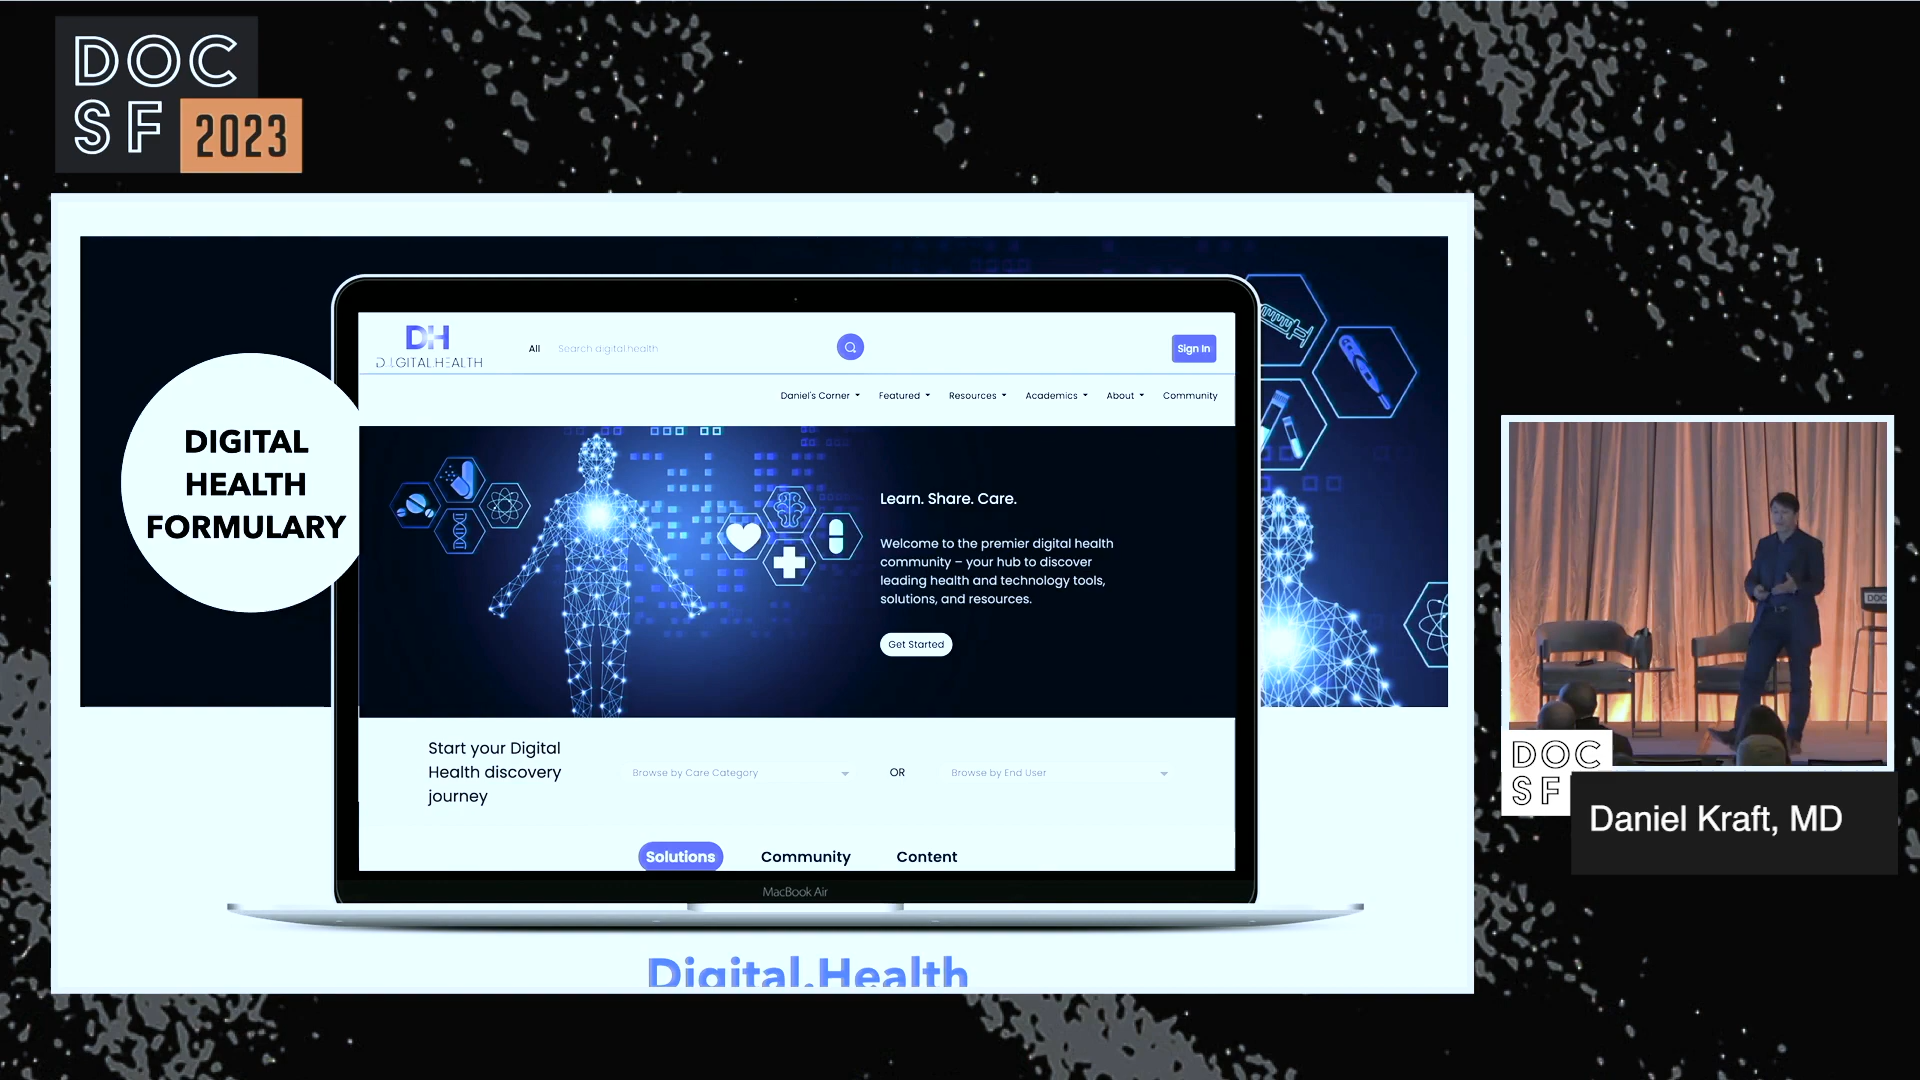 DOC
SF 2023
DIGITAL
HEALTH
FORMULARY
DH
DIGITAL.HEALTH
All Search digital.health
Sign In
Daniel's Corner Featured Resources Academics About Community
Learn. Share. Care.
Welcome to the premier digital health
community – your hub to discover
leading health and technology tools,
solutions, and resources.
Get Started
Start your Digital
Health discovery
journey
Browse by Care Category OR Browse by End User
Solutions Community Content
MacBook Air
Digital.Health
DOC
DOC
SF
Daniel Kraft, MD